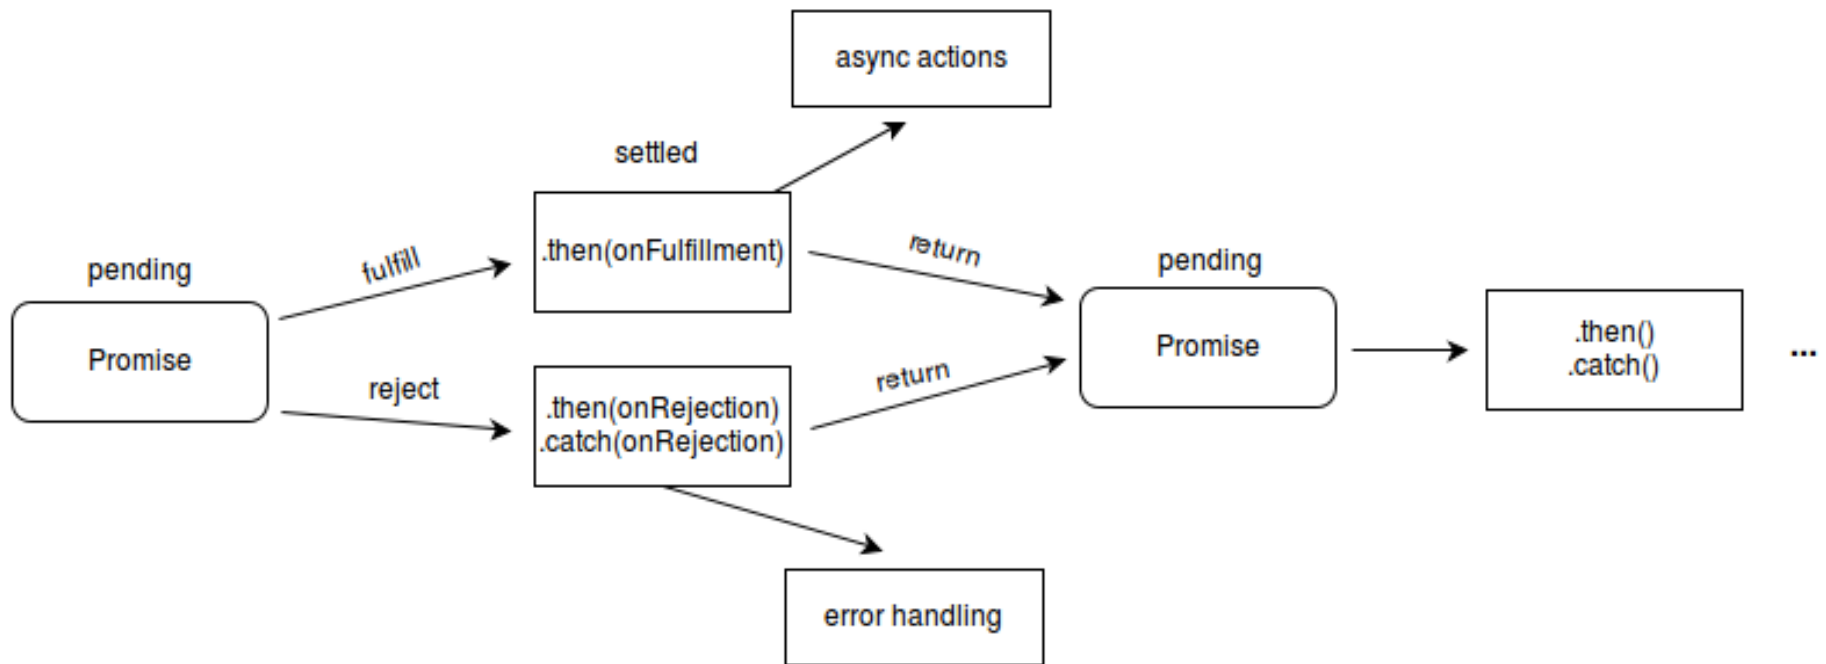 async actions
settled
.then(onFulfillment)
pending
fulfill
return
pending
Promise
reject
.then(onRejection)
.catch(onRejection)
return
Promise
.then()
.catch()
...
error handling